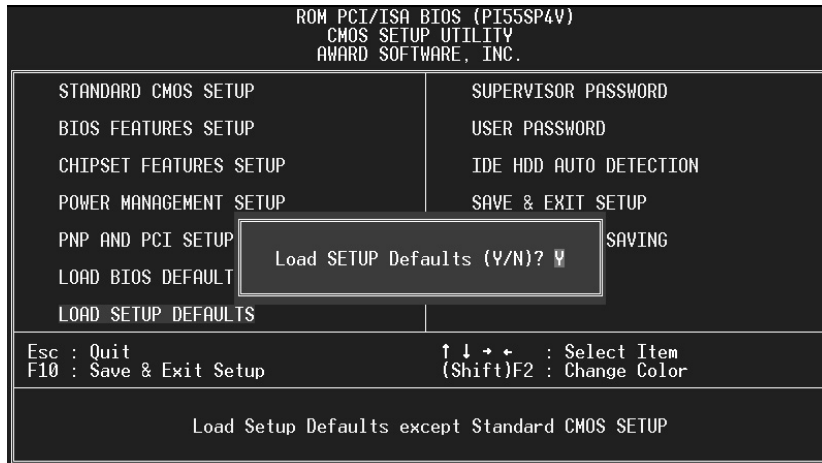 ROM PCI/ISA BIOS (PI55SP4V)
CMOS SETUP UTILITY
AWARD SOFTWARE, INC.
STANDARD CMOS SETUP
BIOS FEATURES SETUP
CHIPSET FEATURES SETUP
POWER MANAGEMENT SETUP
PNP AND PCI SETUP
LOAD BIOS DEFAULT
LOAD SETUP DEFAULTS
SUPERVISOR PASSWORD
USER PASSWORD
IDE HDD AUTO DETECTION
SAVE & EXIT SETUP
SAVING
Load SETUP Defaults (Y/N)? Y
Esc : Quit
F10 : Save & Exit Setup
↑ ↓ → ← : Select Item
(Shift)F2 : Change Color
Load Setup Defaults except Standard CMOS SETUP